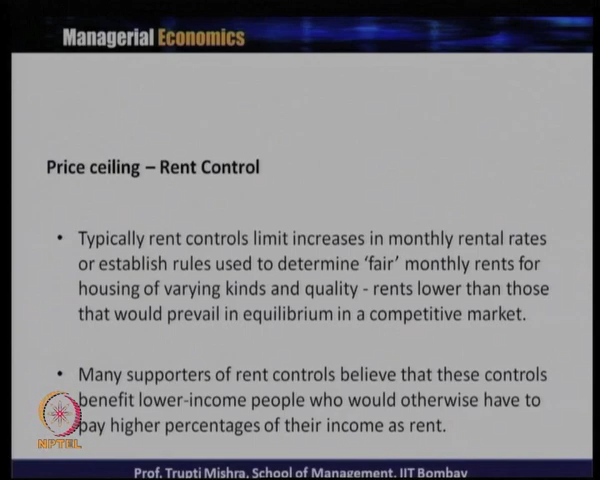 Managerial Economics
Price ceiling – Rent Control
• Typically rent controls limit increases in monthly rental rates
or establish rules used to determine ‘fair’ monthly rents for
housing of varying kinds and quality - rents lower than those
that would prevail in equilibrium in a competitive market.
• Many supporters of rent controls believe that these controls
benefit lower-income people who would otherwise have to
pay higher percentages of their income as rent.
NPTEL
Prof. Trupti Mishra, School of Management, IIT Bombay